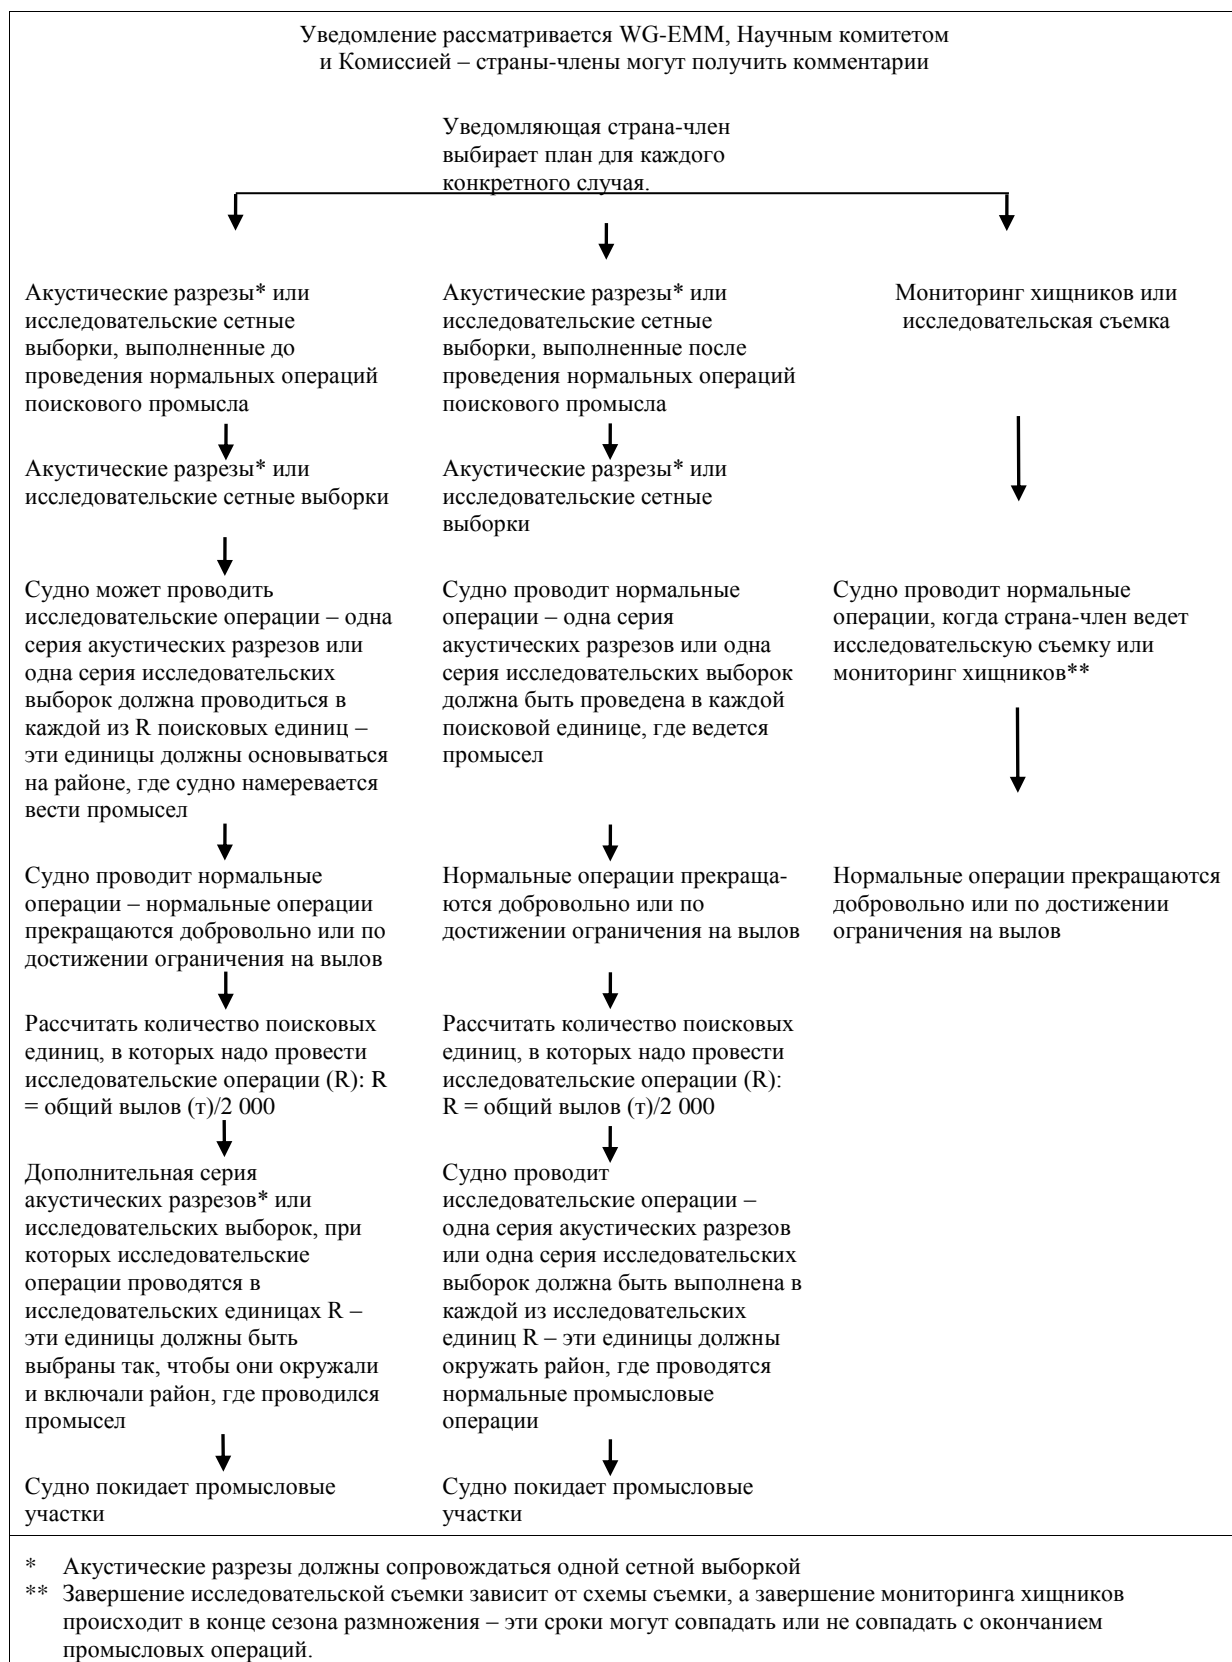 Уведомление рассматривается WG-EMM, Научным комитетом
и Комиссией – страны-члены могут получить комментарии
Уведомляющая страна-член
выбирает план для каждого
конкретного случая.
Акустические разрезы* или
исследовательские сетные
выборки, выполненные до
проведения нормальных операций
поискового промысла
Акустические разрезы* или
исследовательские сетные выборки
Судно может проводить
исследовательские операции – одна
серия акустических разрезов или
одна серия исследовательских
выборок должна проводиться в
каждой из R поисковых единиц –
эти единицы должны основываться
на районе, где судно намеревается
вести промысел
Судно проводит нормальные
операции – нормальные операции
прекращаются добровольно или по
достижении ограничения на вылов
Рассчитать количество поисковых
единиц, в которых надо провести
исследовательские операции (R): R
= общий вылов (т)/2 000
Дополнительная серия
акустических разрезов* или
исследовательских выборок, при
которых исследовательские
операции проводятся в
исследовательских единицах R –
эти единицы должны быть
выбраны так, чтобы они окружали
и включали район, где проводился
промысел
Судно покидает промысловые
участки
Акустические разрезы* или
исследовательские сетные
выборки, выполненные после
проведения нормальных операций
поискового промысла
Акустические разрезы* или
исследовательские сетные
выборки
Судно проводит нормальные
операции – одна серия
акустических разрезов или одна
серия исследовательских выборок
должна быть проведена в каждой
поисковой единице, где ведется
промысел
Нормальные операции прекраща-
ются добровольно или по
достижении ограничения на вылов
Рассчитать количество поисковых
единиц, в которых надо провести
исследовательские операции (R):
R = общий вылов (т)/2 000
Судно проводит
исследовательские операции –
одна серия акустических разрезов
или одна серия исследовательских
выборок должна быть выполнена в
каждой из исследовательских
единиц R – эти единицы должны
окружать район, где проводятся
нормальные промысловые
операции
Судно покидает промысловые
участки
Мониторинг хищников или
исследовательская съемка
Судно проводит нормальные
операции, когда страна-член ведет
исследовательскую съемку или
мониторинг хищников**
Нормальные операции прекращаются
добровольно или по достижении
ограничения на вылов
* Акустические разрезы должны сопровождаться одной сетной выборкой
** Завершение исследовательской съемки зависит от схемы съемки, а завершение мониторинга хищников
происходит в конце сезона размножения – эти сроки могут совпадать или не совпадать с окончанием
промысловых операций.